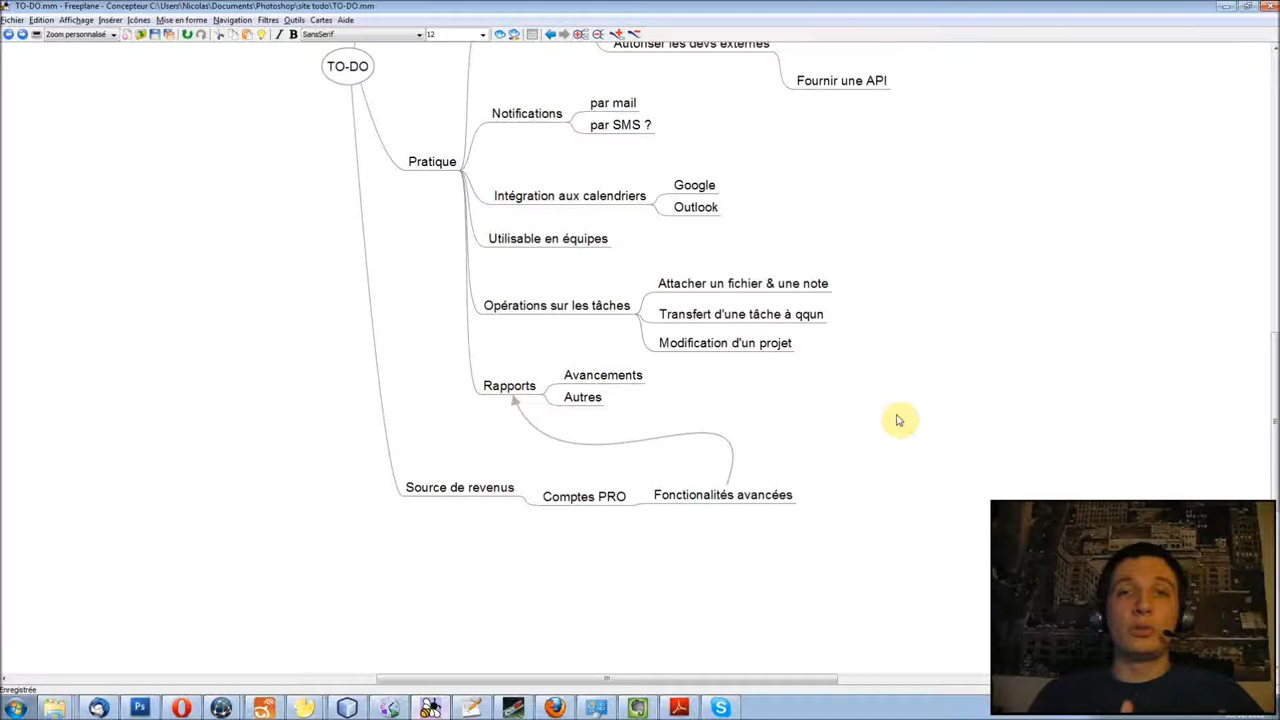 TO-DO.mm - Freeplane - Concepteur C:\Users\Nicolas\Documents\Photoshop\site todo\TO-DO.mm
Fichier Edition Affichage Insérer Icônes Mise en forme Navigation Filtres Outils Cartes Aide
Zoom personnalisé SansSerif 12
Autoriser les devs externes
TO-DO
Fournir une API
par mail
Notifications
par SMS ?
Pratique
Google
Intégration aux calendriers
Outlook
Utilisable en équipes
Attacher un fichier & une note
Opérations sur les tâches
Transfert d'une tâche à qqun
Modification d'un projet
Avancements
Rapports
Autres
Source de revenus
Comptes PRO
Fonctionalités avancées
Enregistrée